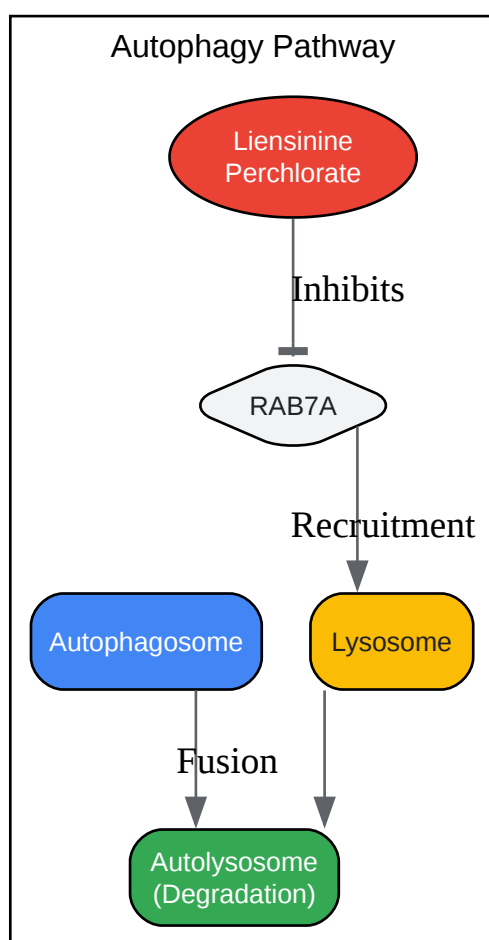 Autophagy Pathway
Liensinine
Perchlorate
Inhibits
RAB7A
Recruitment
Autophagosome
Lysosome
Fusion
Autolysosome
(Degradation)